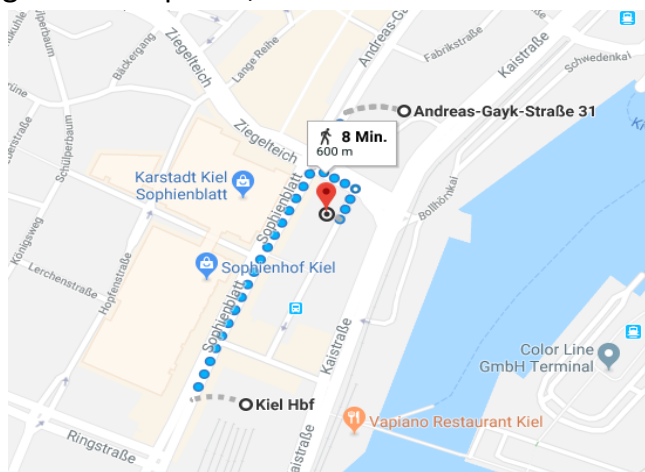 Ziegelteich
Bäckergang
Lange Reihe
Andreas-Gayk-
Fabrikstraße
Kaistraße
Schwedenkai
Schülperbaum
Andreas-Gayk-Straße 31
Ziegelteich
8 Min.
600 m
Karstadt Kiel
Sophienblatt
Sophienblatt
Bollhörnkai
Königsweg
Hopfenstraße
Lerchenstraße
Sophienhof Kiel
Sophienblatt
Kaistraße
Color Line
GmbH Terminal
Kiel Hbf
Vapiano Restaurant Kiel
Ringstraße